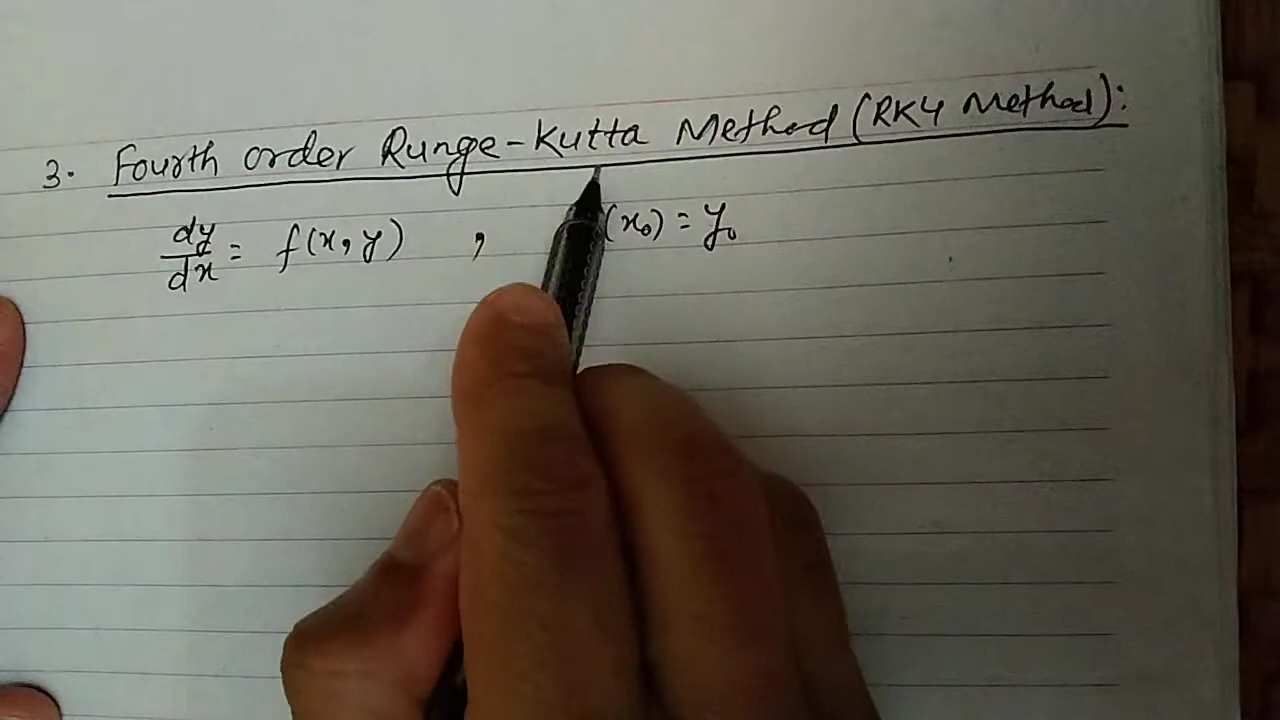 3. Fourth order Runge-Kutta Method (RK4 Method):
dy/dx = f(x, y) , (x₀) = y₀